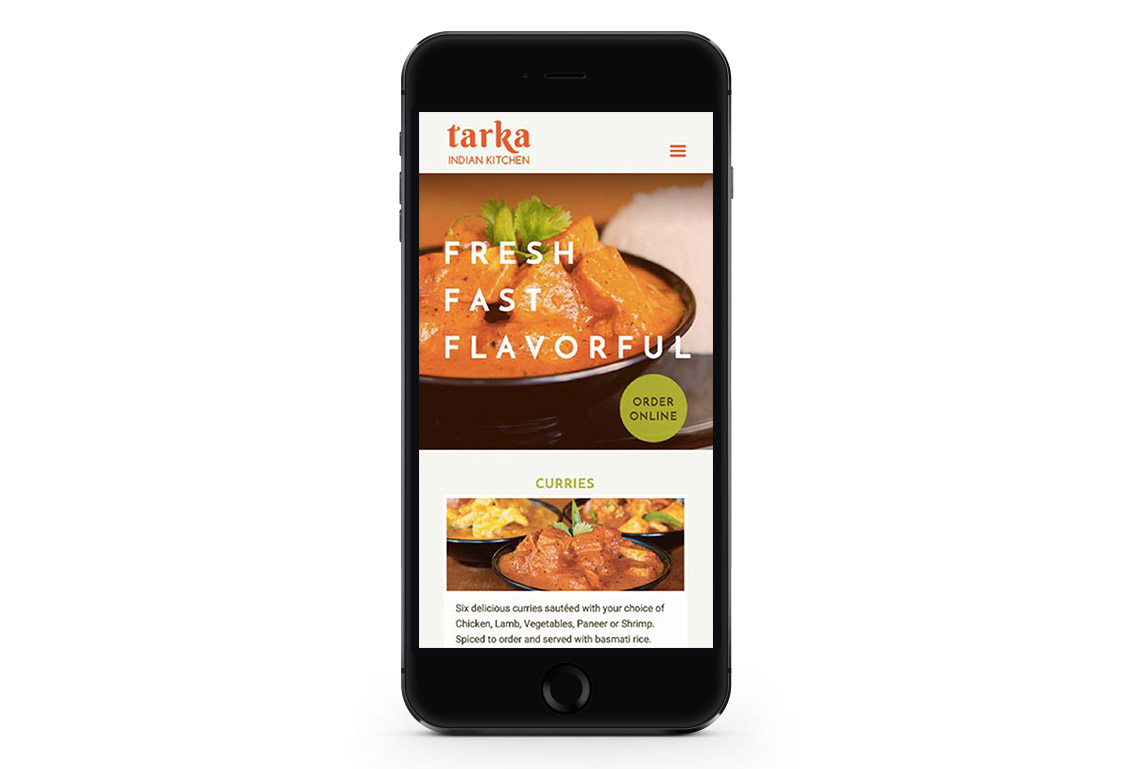 tarka
INDIAN KITCHEN
FRESH
FAST
FLAVORFUL
ORDER
ONLINE
CURRIES
Six delicious curries sautéed with your choice of
Chicken, Lamb, Vegetables, Paneer or Shrimp.
Spiced to order and served with basmati rice.